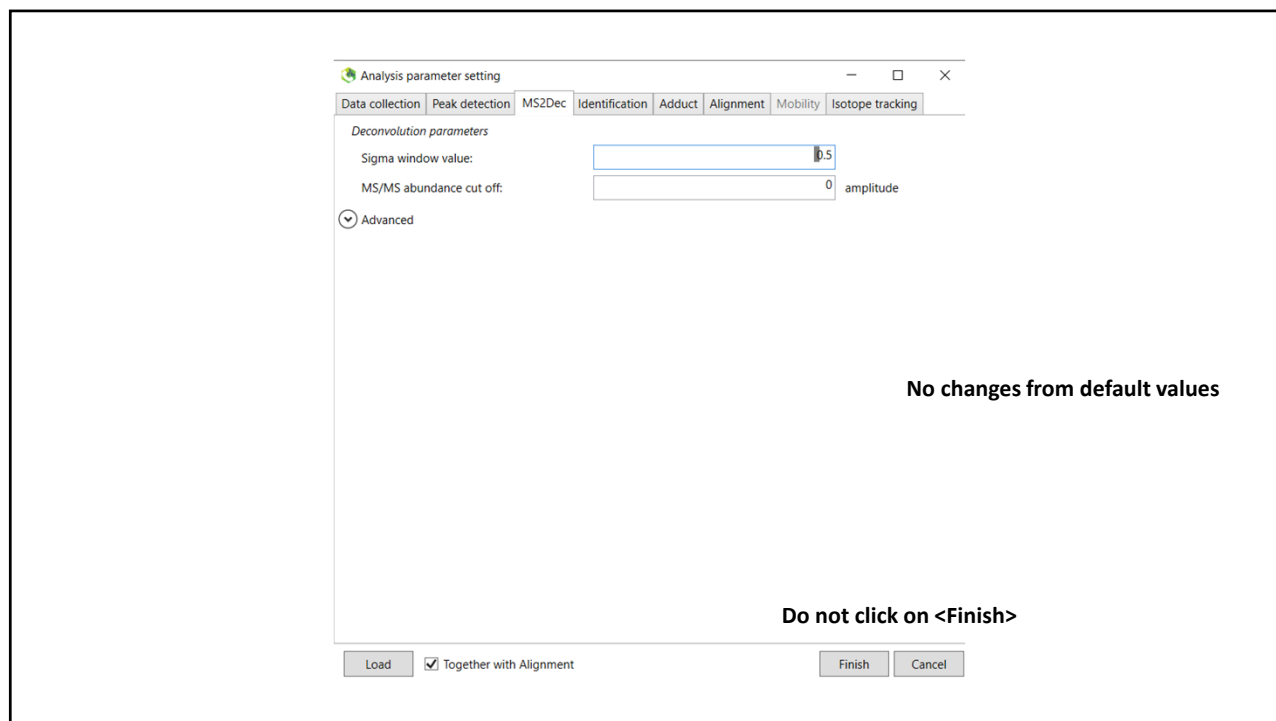 Analysis parameter setting
Data collection Peak detection MS2Dec Identification Adduct Alignment Mobility Isotope tracking
Deconvolution parameters
Sigma window value: 0.5
MS/MS abundance cut off: 0 amplitude
Advanced
No changes from default values
Do not click on <Finish>
Load Together with Alignment Finish Cancel